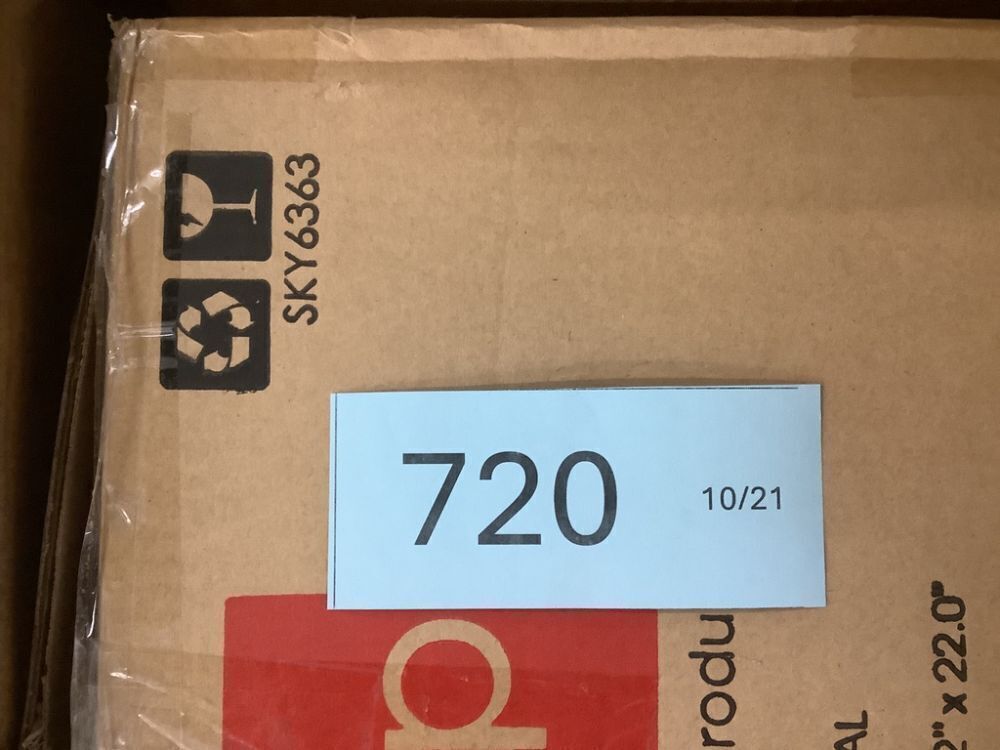 SKY6363
720 10/21
rodu
AL
2" x 22.0"